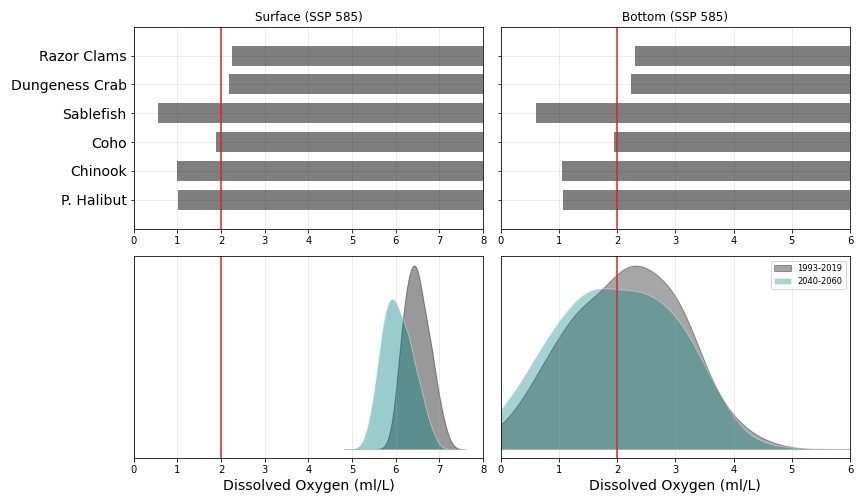 Surface (SSP 585)
Bottom (SSP 585)
Razor Clams
Dungeness Crab
Sablefish
Coho
Chinook
P. Halibut
0 1 2 3 4 5 6 7 8
0 1 2 3 4 5 6
1993-2019
2040-2060
0 1 2 3 4 5 6 7 8
0 1 2 3 4 5 6
Dissolved Oxygen (ml/L)
Dissolved Oxygen (ml/L)